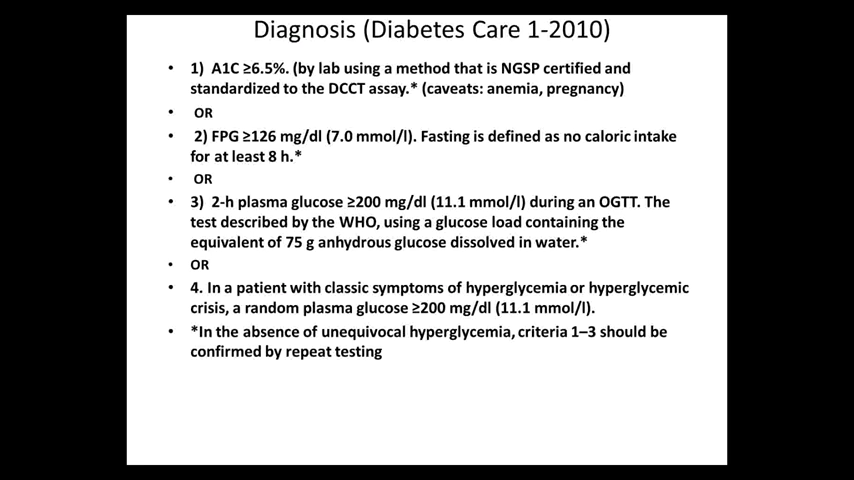 Diagnosis (Diabetes Care 1-2010)
• 1) A1C ≥6.5%. (by lab using a method that is NGSP certified and
standardized to the DCCT assay.* (caveats: anemia, pregnancy)
• OR
• 2) FPG ≥126 mg/dl (7.0 mmol/l). Fasting is defined as no caloric intake
for at least 8 h.*
• OR
• 3) 2-h plasma glucose ≥200 mg/dl (11.1 mmol/l) during an OGTT. The
test described by the WHO, using a glucose load containing the
equivalent of 75 g anhydrous glucose dissolved in water.*
• OR
• 4. In a patient with classic symptoms of hyperglycemia or hyperglycemic
crisis, a random plasma glucose ≥200 mg/dl (11.1 mmol/l).
• *In the absence of unequivocal hyperglycemia, criteria 1–3 should be
confirmed by repeat testing